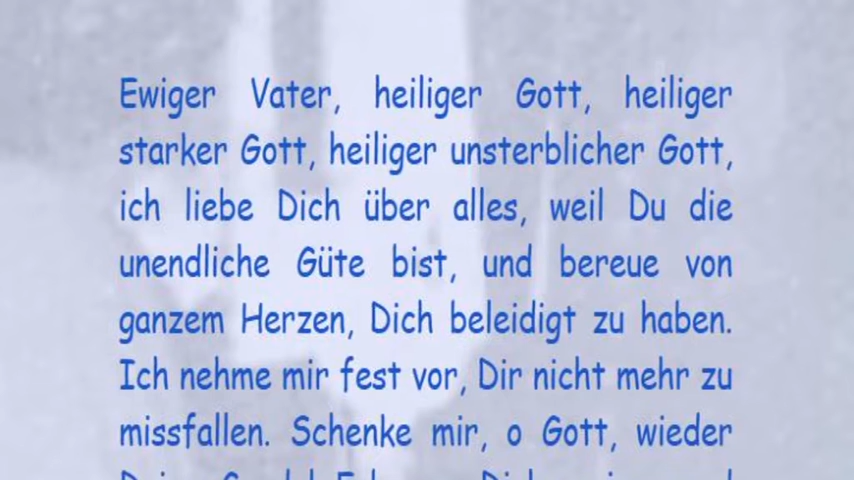 Ewiger Vater, heiliger Gott, heiliger
starker Gott, heiliger unsterblicher Gott,
ich liebe Dich über alles, weil Du die
unendliche Güte bist, und bereue von
ganzem Herzen, Dich beleidigt zu haben.
Ich nehme mir fest vor, Dir nicht mehr zu
missfallen. Schenke mir, o Gott, wieder